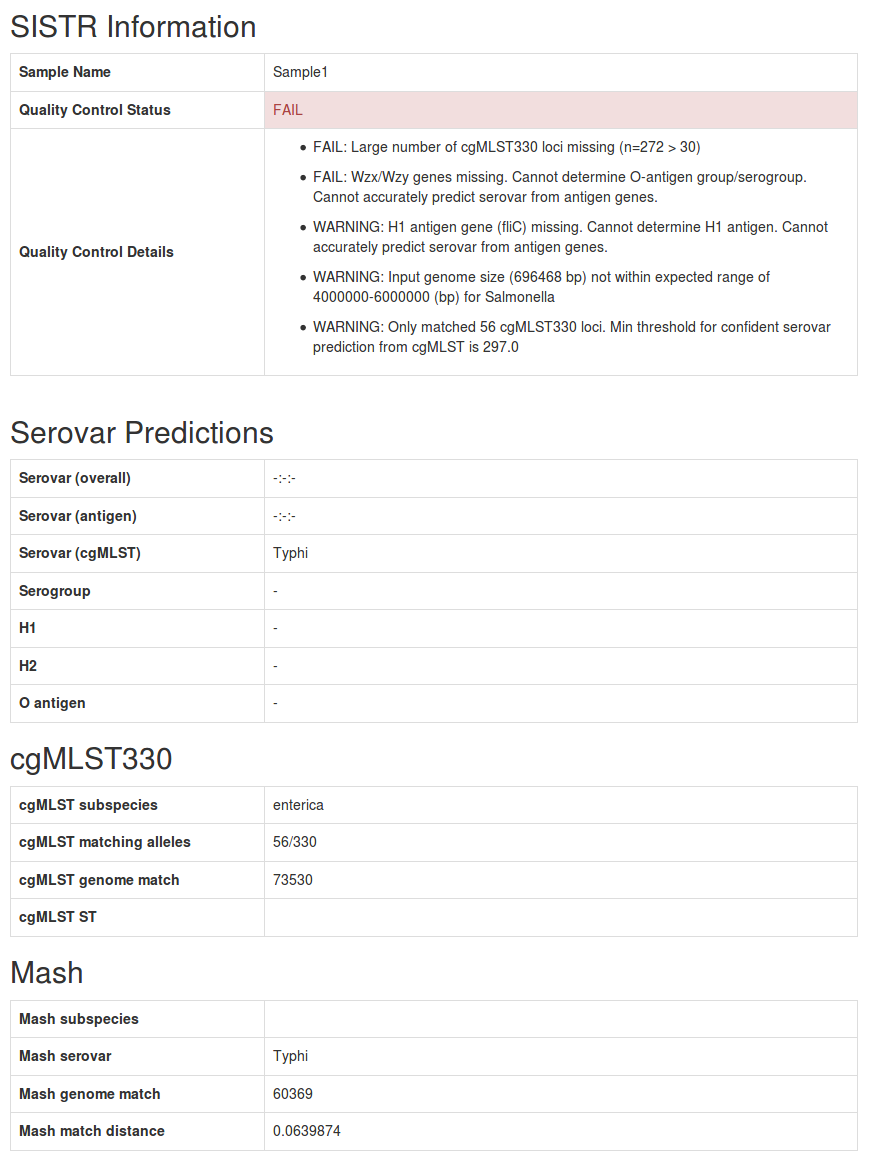 SISTR Information
Sample Name Sample1
Quality Control Status FAIL
Quality Control Details
• FAIL: Large number of cgMLST330 loci missing (n=272 > 30)
• FAIL: Wzx/Wzy genes missing. Cannot determine O-antigen group/serogroup.
Cannot accurately predict serovar from antigen genes.
• WARNING: H1 antigen gene (fliC) missing. Cannot determine H1 antigen. Cannot
accurately predict serovar from antigen genes.
• WARNING: Input genome size (696468 bp) not within expected range of
4000000-6000000 (bp) for Salmonella
• WARNING: Only matched 56 cgMLST330 loci. Min threshold for confident serovar
prediction from cgMLST is 297.0
Serovar Predictions
Serovar (overall) -:-:-
Serovar (antigen) -:-:-
Serovar (cgMLST) Typhi
Serogroup -
H1 -
H2 -
O antigen -
cgMLST330
cgMLST subspecies enterica
cgMLST matching alleles 56/330
cgMLST genome match 73530
cgMLST ST
Mash
Mash subspecies
Mash serovar Typhi
Mash genome match 60369
Mash match distance 0.0639874